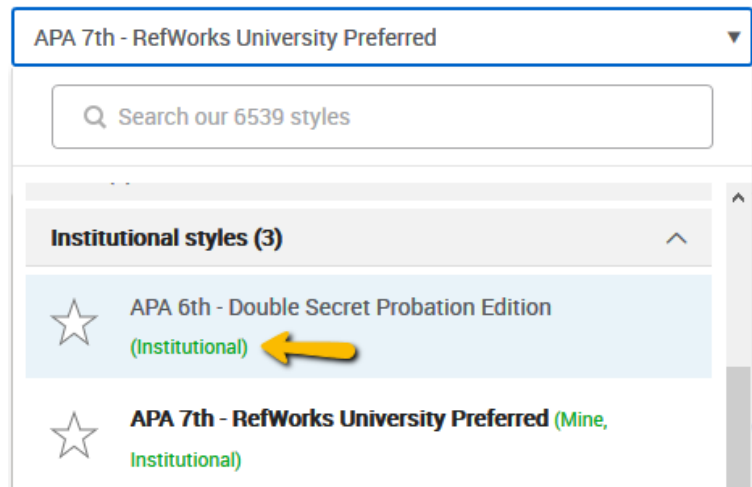 APA 7th - RefWorks University Preferred
Search our 6539 styles
Institutional styles (3)
APA 6th - Double Secret Probation Edition
(Institutional)
APA 7th - RefWorks University Preferred (Mine,
Institutional)